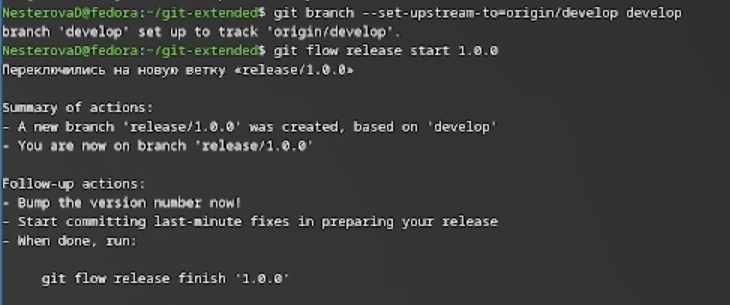 NesterovaD@fedora:~/git-extended$ git branch --set-upstream-to=origin/develop develop
branch 'develop' set up to track 'origin/develop'.
NesterovaD@fedora:~/git-extended$ git flow release start 1.0.0
Переключились на новую ветку «release/1.0.0»
Summary of actions:
- A new branch 'release/1.0.0' was created, based on 'develop'
- You are now on branch 'release/1.0.0'
Follow-up actions:
- Bump the version number now!
- Start committing last-minute fixes in preparing your release
- When done, run:
git flow release finish '1.0.0'